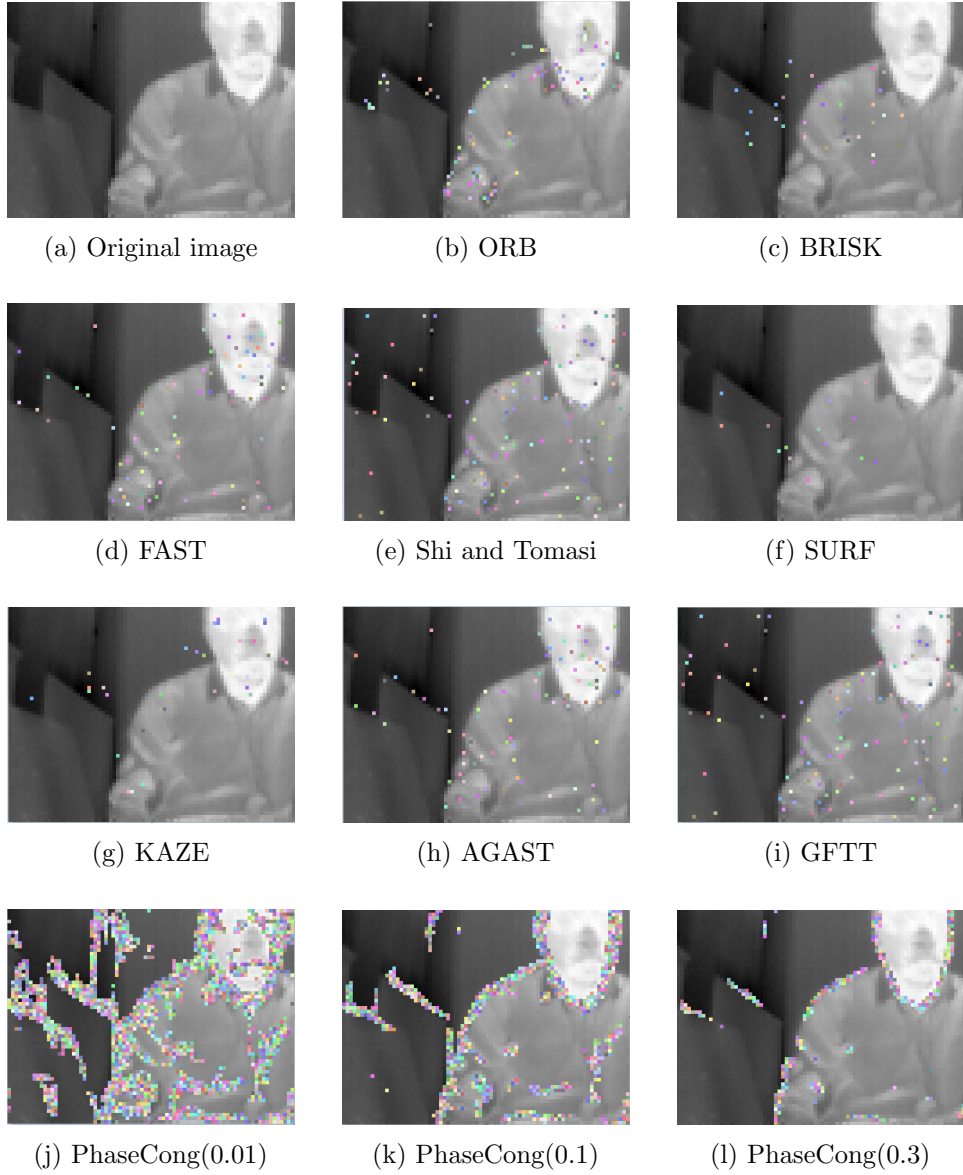 (a) Original image
(b) ORB
(c) BRISK
(d) FAST
(e) Shi and Tomasi
(f) SURF
(g) KAZE
(h) AGAST
(i) GFTT
(j) PhaseCong(0.01)
(k) PhaseCong(0.1)
(l) PhaseCong(0.3)